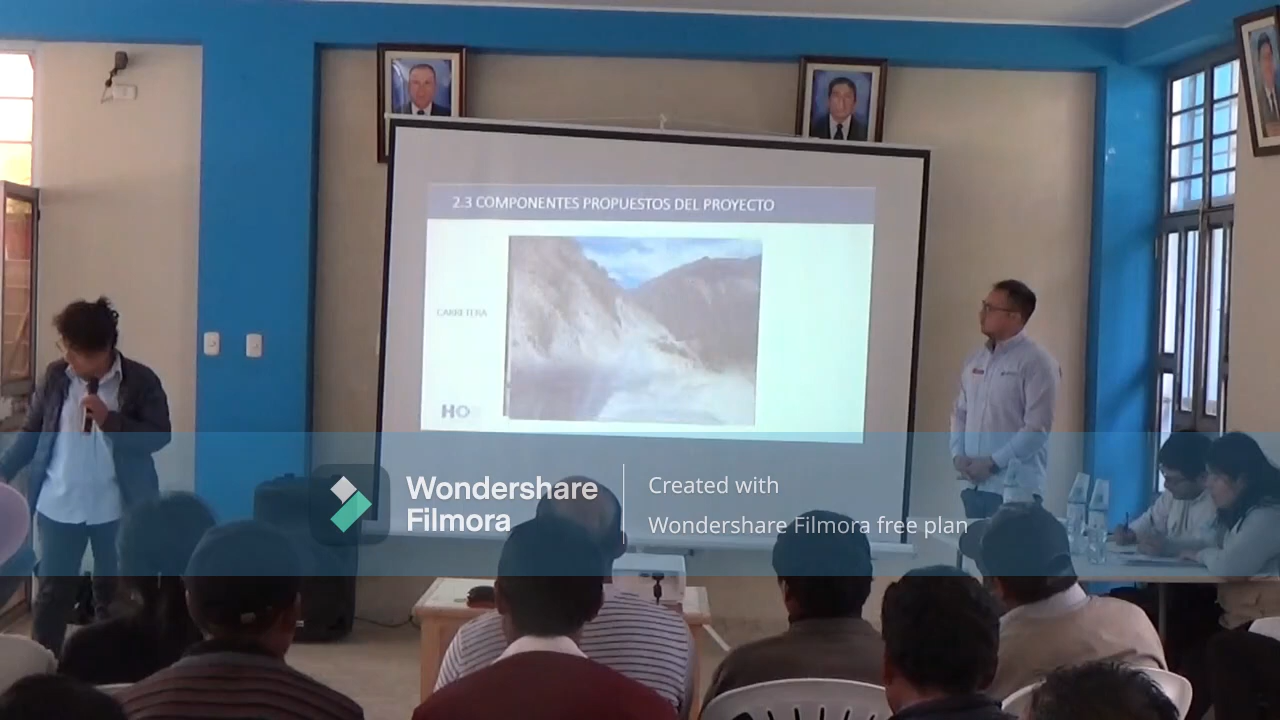 2.3 COMPONENTES PROPUESTOS DEL PROYECTO
CARRETERA
Wondershare
Filmora
Created with
Wondershare Filmora free plan